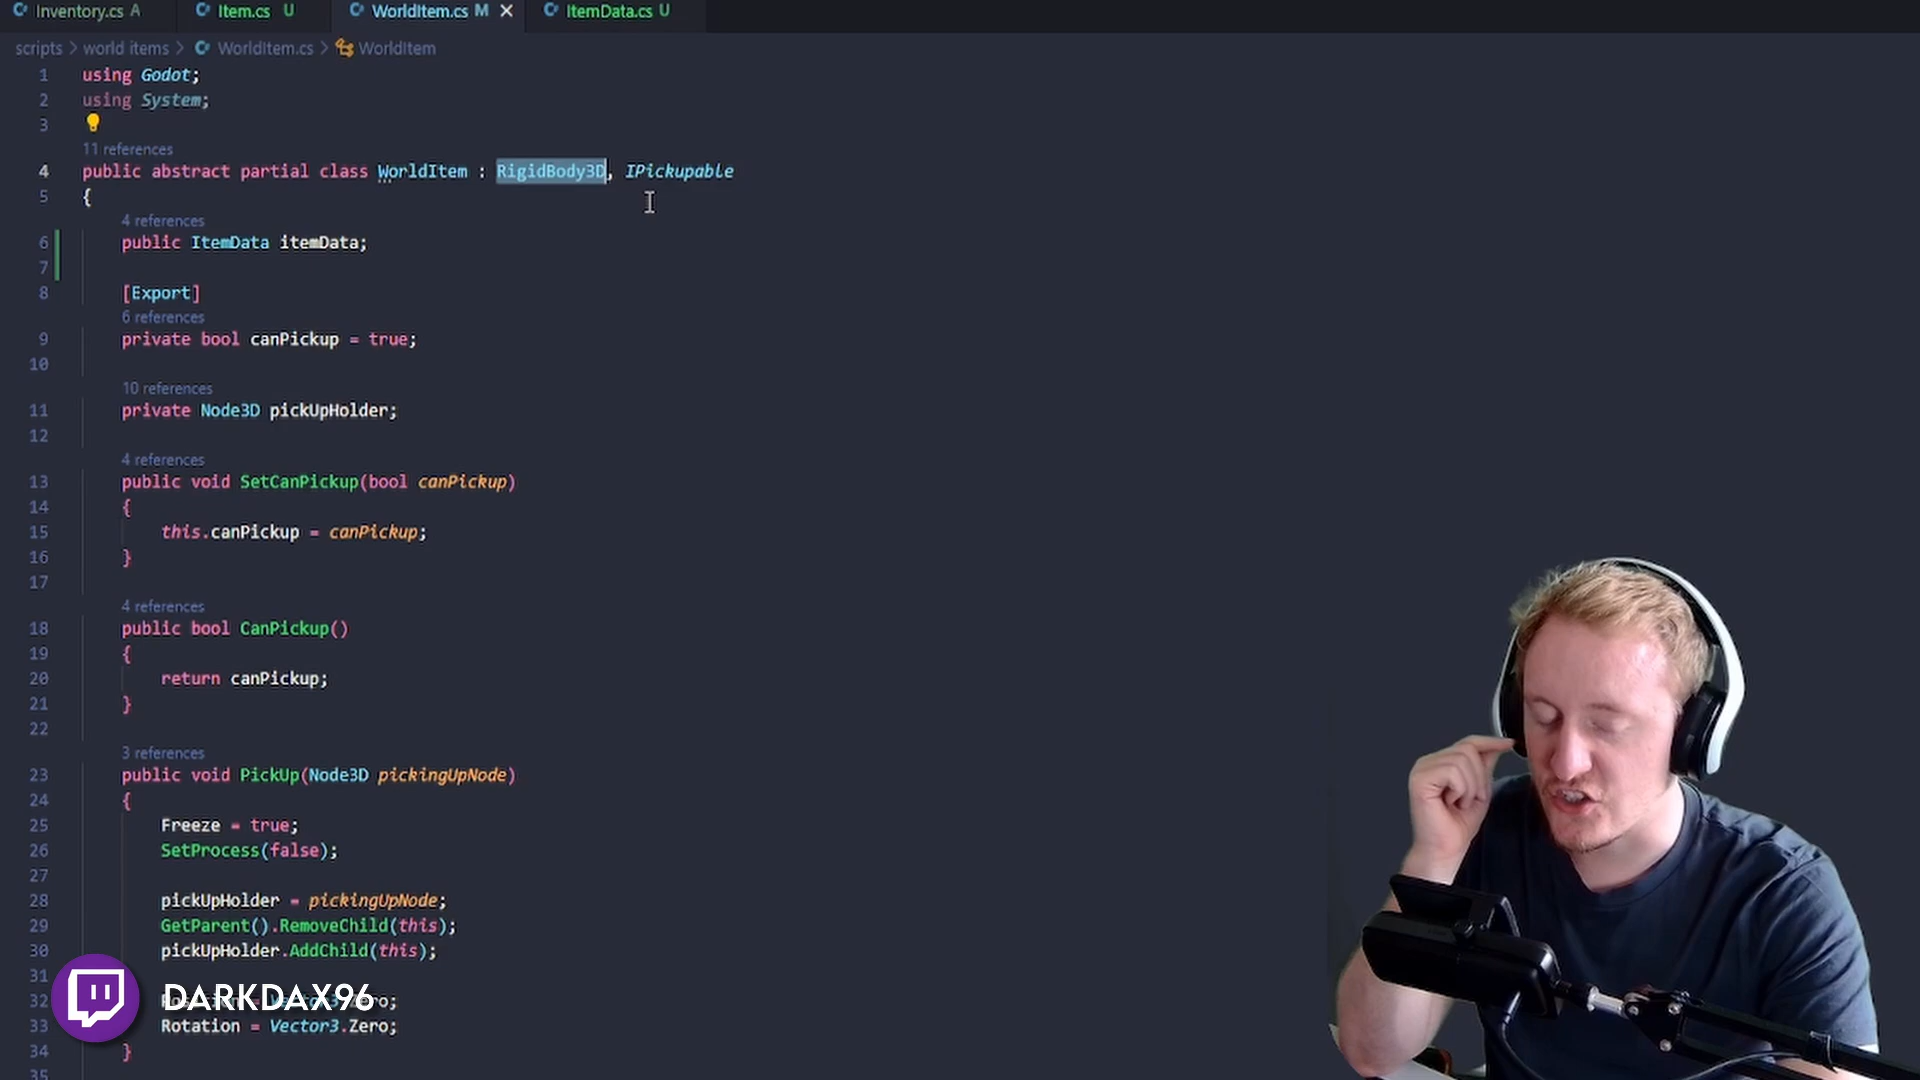 Inventory.cs A Item.cs U WorldItem.cs M ItemData.cs U
scripts > world items > WorldItem.cs > WorldItem
1 using Godot;
2 using System;
3
11 references
4 public abstract partial class WorldItem : RigidBody3D, IPickupable
5 {
4 references
6 public ItemData itemData;
7
8 [Export]
6 references
9 private bool canPickup = true;
10
10 references
11 private Node3D pickUpHolder;
12
4 references
13 public void SetCanPickup(bool canPickup)
14 {
15 this.canPickup = canPickup;
16 }
17
4 references
18 public bool CanPickup()
19 {
20 return canPickup;
21 }
22
3 references
23 public void PickUp(Node3D pickingUpNode)
24 {
25 Freeze = true;
26 SetProcess(false);
27
28 pickUpHolder = pickingUpNode;
29 GetParent().RemoveChild(this);
30 pickUpHolder.AddChild(this);
31
32 Position = Vector3.Zero;
DARKDAX96
33 Rotation = Vector3.Zero;
34 }
35